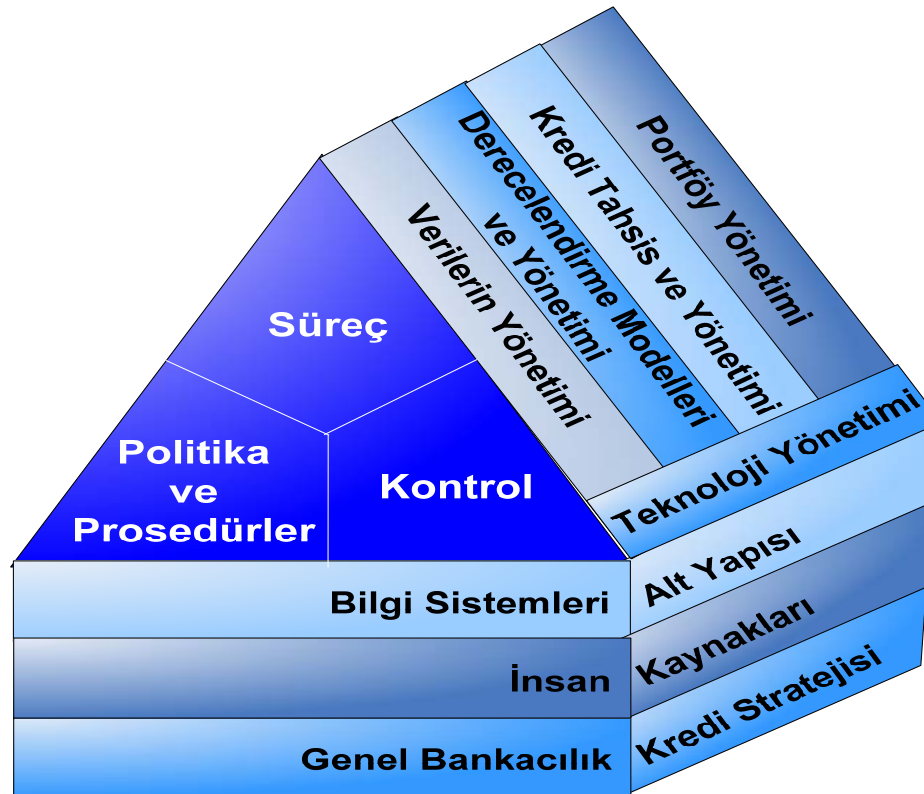 Portföy Yönetimi
Kredi Tahsis ve Yönetimi
Derecelendirme Modelleri
ve Yönetimi
Verilerin Yönetimi
Süreç
Politika
ve
Prosedürler
Kontrol
Teknoloji Yönetimi
Bilgi Sistemleri Alt Yapısı
İnsan Kaynakları
Genel Bankacılık Kredi Stratejisi